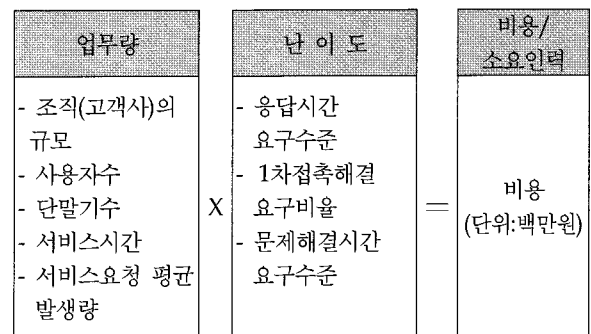 업무량
- 조직(고객사)의
규모
- 사용자수
- 단말기수
- 서비스시간
- 서비스요청 평균
발생량
X
난 이 도
- 응답시간
요구수준
- 1차접촉해결
요구비율
- 문제해결시간
요구수준
=
비용/
소요인력
비용
(단위:백만원)